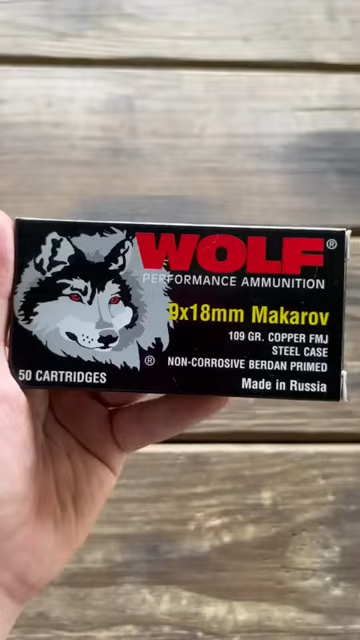 WOLF®
PERFORMANCE AMMUNITION
9x18mm Makarov
109 GR. COPPER FMJ
STEEL CASE
NON-CORROSIVE BERDAN PRIMED
Made in Russia
®
50 CARTRIDGES